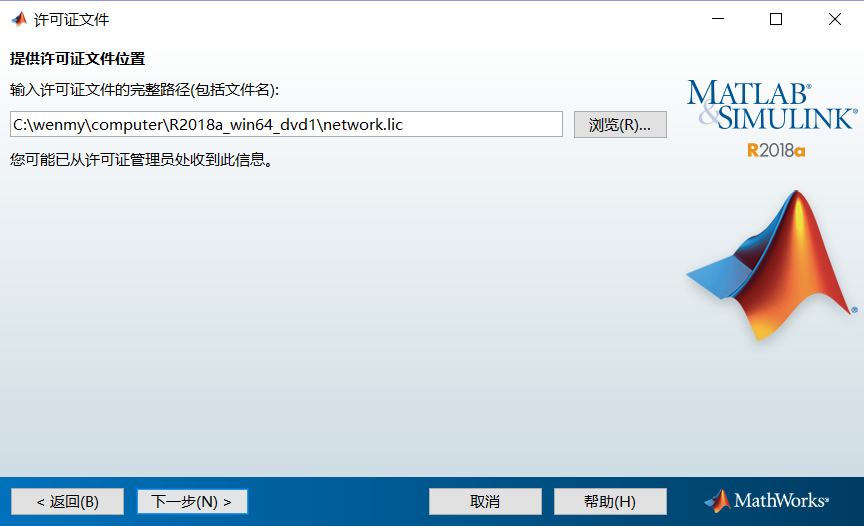 许可证文件
提供许可证文件位置
输入许可证文件的完整路径(包括文件名):
C:\wenmy\computer\R2018a_win64_dvd1\network.lic
浏览(R)...
您可能已从许可证管理员处收到此信息。
MATLAB®
&SIMULINK®
R2018a
®
< 返回(B)
下一步(N) >
取消
帮助(H)
MathWorks®